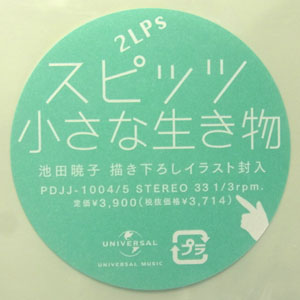 2LPs
スピッツ
小さな生き物
池田暁子 描き下ろしイラスト封入
PDJJ-1004/5 STEREO 33 1/3rpm.
定価¥3,900(税抜価格¥3,714)
UNIVERSAL
UNIVERSAL MUSIC
プラ